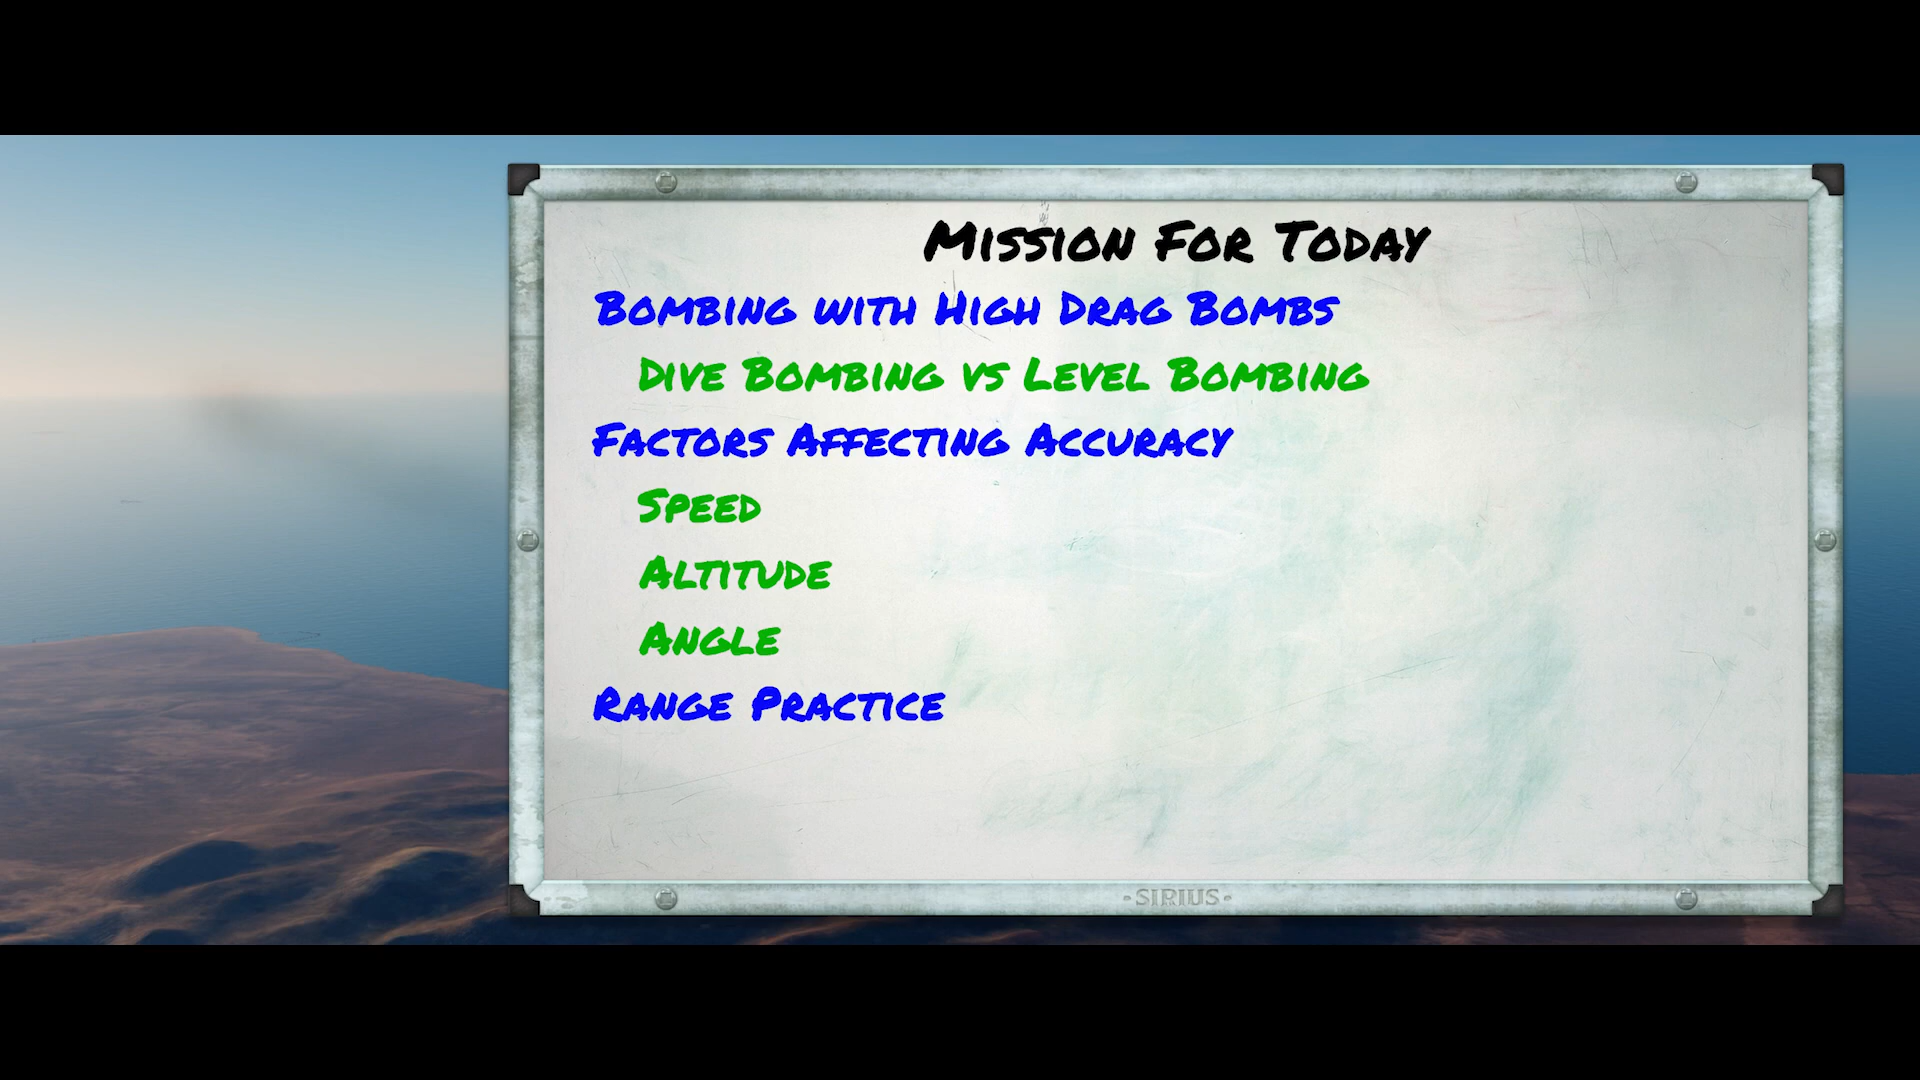 Mission For Today
Bombing with High Drag Bombs
Dive Bombing vs Level Bombing
Factors Affecting Accuracy
Speed
Altitude
Angle
Range Practice
·SIRIUS·